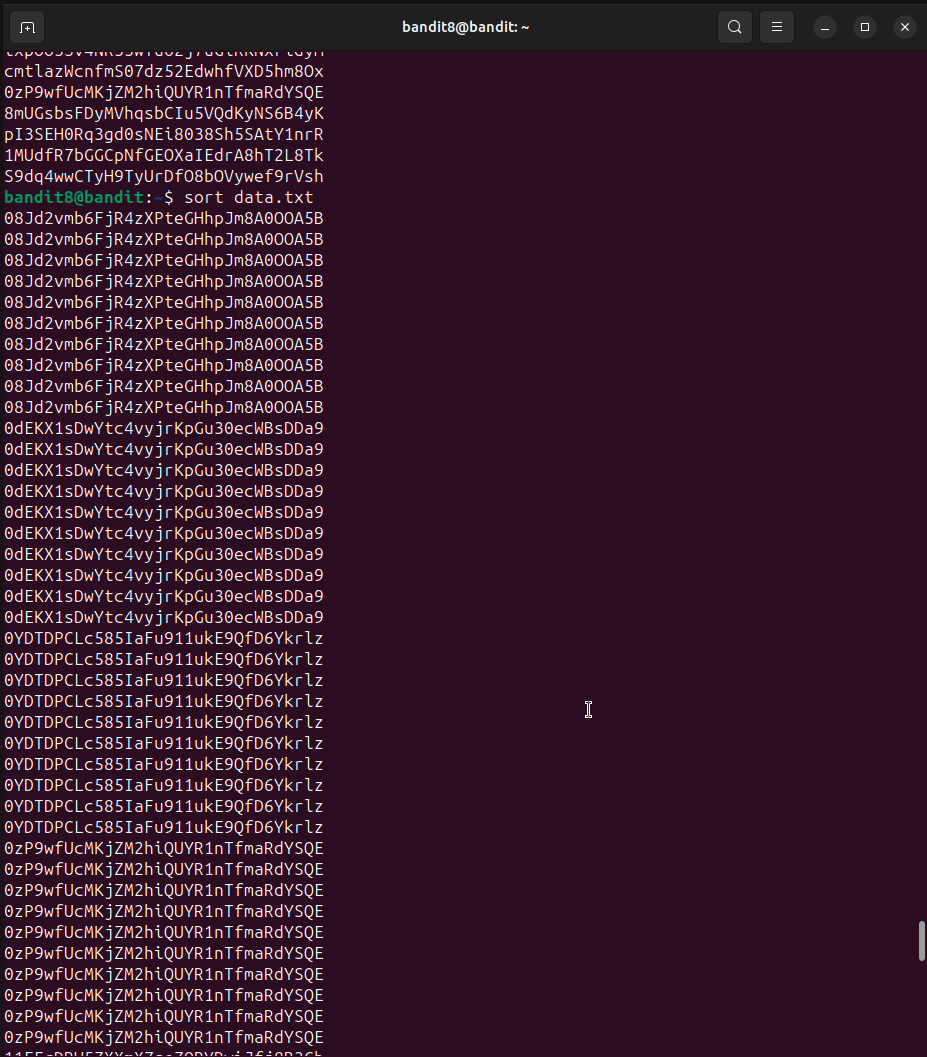 bandit8@bandit: ~
cmtlazWcnfmS07dz52EdwhfVXD5hm8Ox
0zP9wfUcMKjZM2hiQUYR1nTfmaRdYSQE
8mUGsbsFDyMVhqsbCIu5VQdKyNS6B4yK
pI3SEH0Rq3gd0sNEi8038Sh5SAtY1nrR
1MUdfR7bGGCpNfGEOXaIEdrA8hT2L8Tk
S9dq4wwCTyH9TyUrDfO8bOVywef9rVsh
bandit8@bandit:~$ sort data.txt
08Jd2vmb6FjR4zXPteGHhpJm8A0OOA5B
08Jd2vmb6FjR4zXPteGHhpJm8A0OOA5B
08Jd2vmb6FjR4zXPteGHhpJm8A0OOA5B
08Jd2vmb6FjR4zXPteGHhpJm8A0OOA5B
08Jd2vmb6FjR4zXPteGHhpJm8A0OOA5B
08Jd2vmb6FjR4zXPteGHhpJm8A0OOA5B
08Jd2vmb6FjR4zXPteGHhpJm8A0OOA5B
08Jd2vmb6FjR4zXPteGHhpJm8A0OOA5B
08Jd2vmb6FjR4zXPteGHhpJm8A0OOA5B
08Jd2vmb6FjR4zXPteGHhpJm8A0OOA5B
0dEKX1sDwYtc4vyjrKpGu30ecWBsDDa9
0dEKX1sDwYtc4vyjrKpGu30ecWBsDDa9
0dEKX1sDwYtc4vyjrKpGu30ecWBsDDa9
0dEKX1sDwYtc4vyjrKpGu30ecWBsDDa9
0dEKX1sDwYtc4vyjrKpGu30ecWBsDDa9
0dEKX1sDwYtc4vyjrKpGu30ecWBsDDa9
0dEKX1sDwYtc4vyjrKpGu30ecWBsDDa9
0dEKX1sDwYtc4vyjrKpGu30ecWBsDDa9
0dEKX1sDwYtc4vyjrKpGu30ecWBsDDa9
0dEKX1sDwYtc4vyjrKpGu30ecWBsDDa9
0YDTDPCLc585IaFu911ukE9QfD6Ykrlz
0YDTDPCLc585IaFu911ukE9QfD6Ykrlz
0YDTDPCLc585IaFu911ukE9QfD6Ykrlz
0YDTDPCLc585IaFu911ukE9QfD6Ykrlz
0YDTDPCLc585IaFu911ukE9QfD6Ykrlz
0YDTDPCLc585IaFu911ukE9QfD6Ykrlz
0YDTDPCLc585IaFu911ukE9QfD6Ykrlz
0YDTDPCLc585IaFu911ukE9QfD6Ykrlz
0YDTDPCLc585IaFu911ukE9QfD6Ykrlz
0YDTDPCLc585IaFu911ukE9QfD6Ykrlz
0zP9wfUcMKjZM2hiQUYR1nTfmaRdYSQE
0zP9wfUcMKjZM2hiQUYR1nTfmaRdYSQE
0zP9wfUcMKjZM2hiQUYR1nTfmaRdYSQE
0zP9wfUcMKjZM2hiQUYR1nTfmaRdYSQE
0zP9wfUcMKjZM2hiQUYR1nTfmaRdYSQE
0zP9wfUcMKjZM2hiQUYR1nTfmaRdYSQE
0zP9wfUcMKjZM2hiQUYR1nTfmaRdYSQE
0zP9wfUcMKjZM2hiQUYR1nTfmaRdYSQE
0zP9wfUcMKjZM2hiQUYR1nTfmaRdYSQE
0zP9wfUcMKjZM2hiQUYR1nTfmaRdYSQE